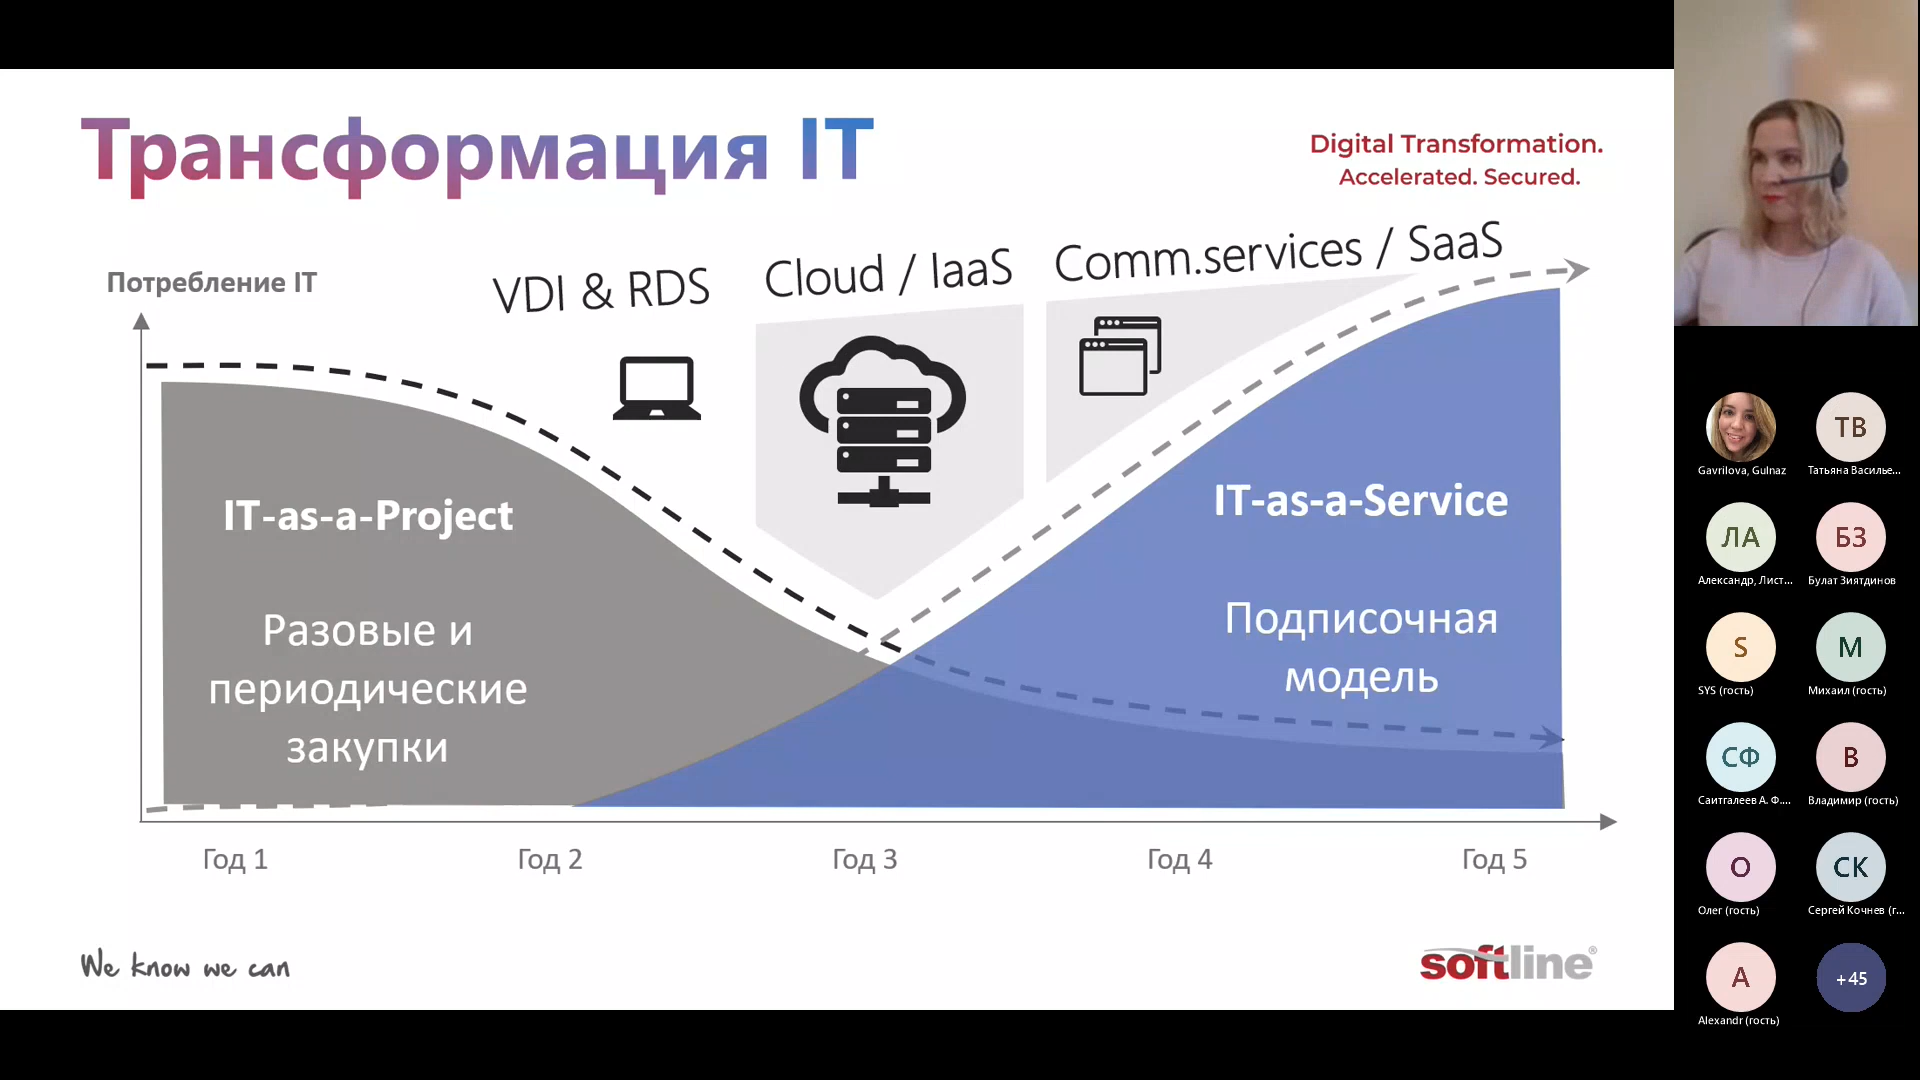 Трансформация IT
Digital Transformation.
Accelerated. Secured.
Потребление IT
VDI & RDS
Cloud / IaaS
Comm.services / SaaS
IT-as-a-Project
Разовые и
периодические
закупки
IT-as-a-Service
Подписочная
модель
Год 1
Год 2
Год 3
Год 4
Год 5
We know we can
softline®
Gavrilova, Gulnaz
ТВ
Татьяна Василье...
ЛА
Александр, Лист...
БЗ
Булат Зиятдинов
S
SYS (гость)
М
Михаил (гость)
СФ
Саитгалеев А. Ф....
В
Владимир (гость)
О
Олег (гость)
СК
Сергей Кочнев (г...
A
Alexandr (гость)
+45